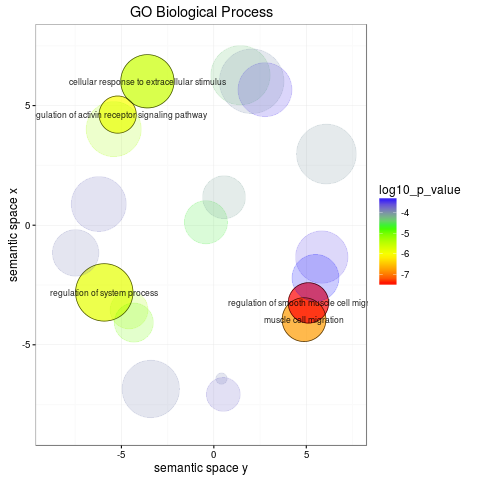 GO Biological Process
cellular response to extracellular stimulus
gulation of activin receptor signaling pathway
regulation of system process
regulation of smooth muscle cell migr
muscle cell migration
5
0
-5
-5
0
5
semantic space y
semantic space x
log10_p_value
-4
-5
-6
-7